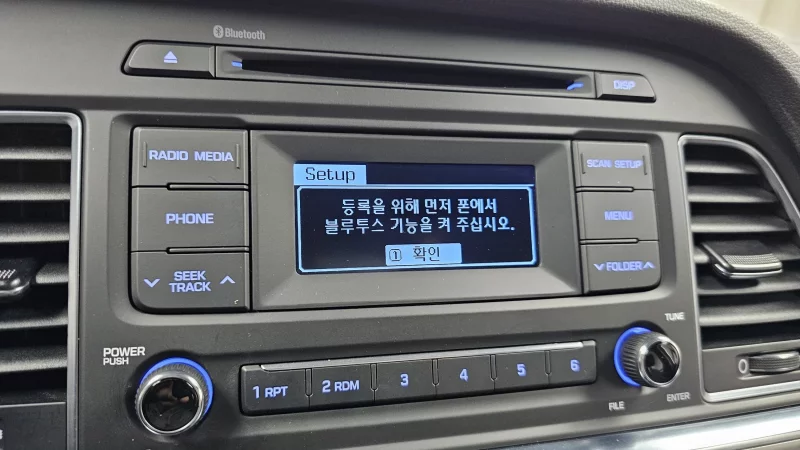 Bluetooth
DISP
RADIO MEDIA
PHONE
SEEK
TRACK
Setup
등록을 위해 먼저 폰에서
블루투스 기능을 켜 주십시오.
1 확인
SCAN SETUP
MENU
FOLDER
POWER
PUSH
1 RPT
2 RDM
3
4
5
6
TUNE
FILE
ENTER
0